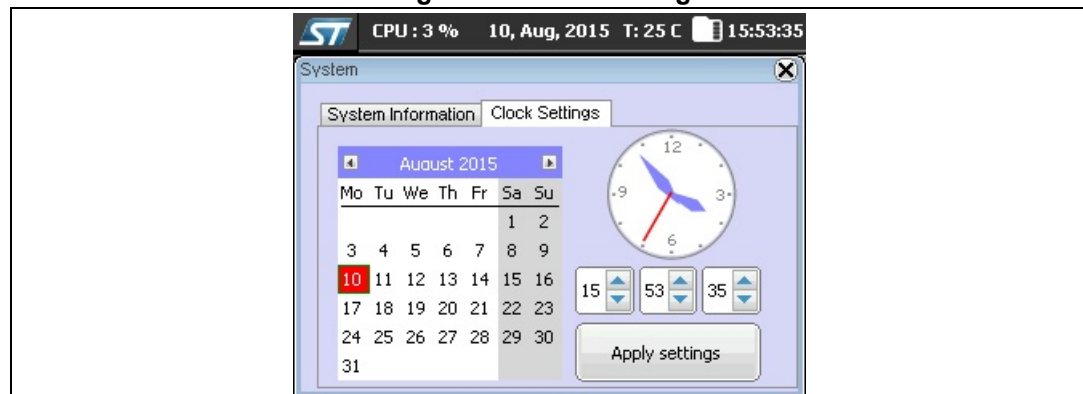 ST CPU : 3 % 10, Aug, 2015 T: 25 C 15:53:35
System
System Information Clock Settings
August 2015
Mo Tu We Th Fr Sa Su
1 2
3 4 5 6 7 8 9
10 11 12 13 14 15 16
17 18 19 20 21 22 23
24 25 26 27 28 29 30
31
12
9 3
6
15 53 35
Apply settings